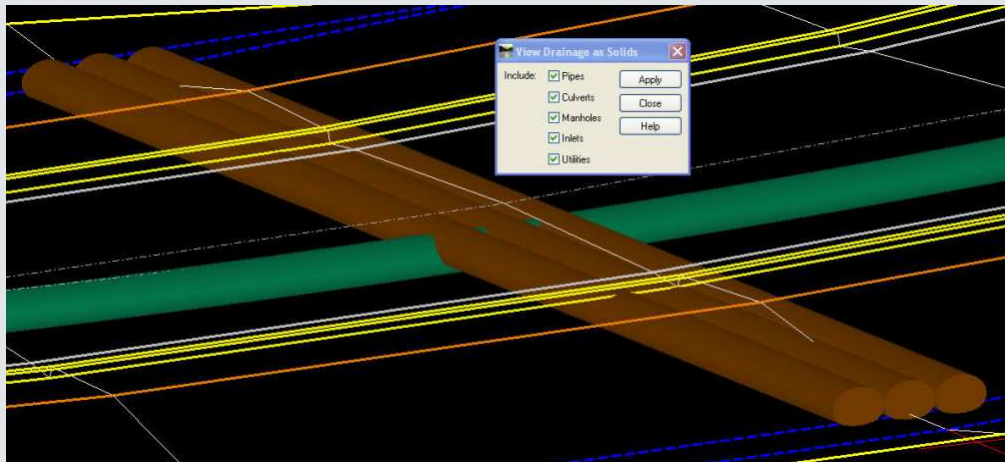 View Drainage as Solids
Include:
Pipes
Apply
Culverts
Close
Manholes
Help
Inlets
Utilities